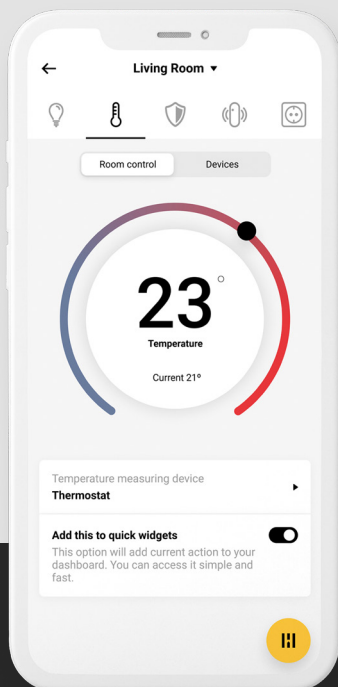 Living Room
Room control
Devices
23°
Temperature
Current 21°
Temperature measuring device
Thermostat
Add this to quick widgets
This option will add current action to your
dashboard. You can access it simple and
fast.